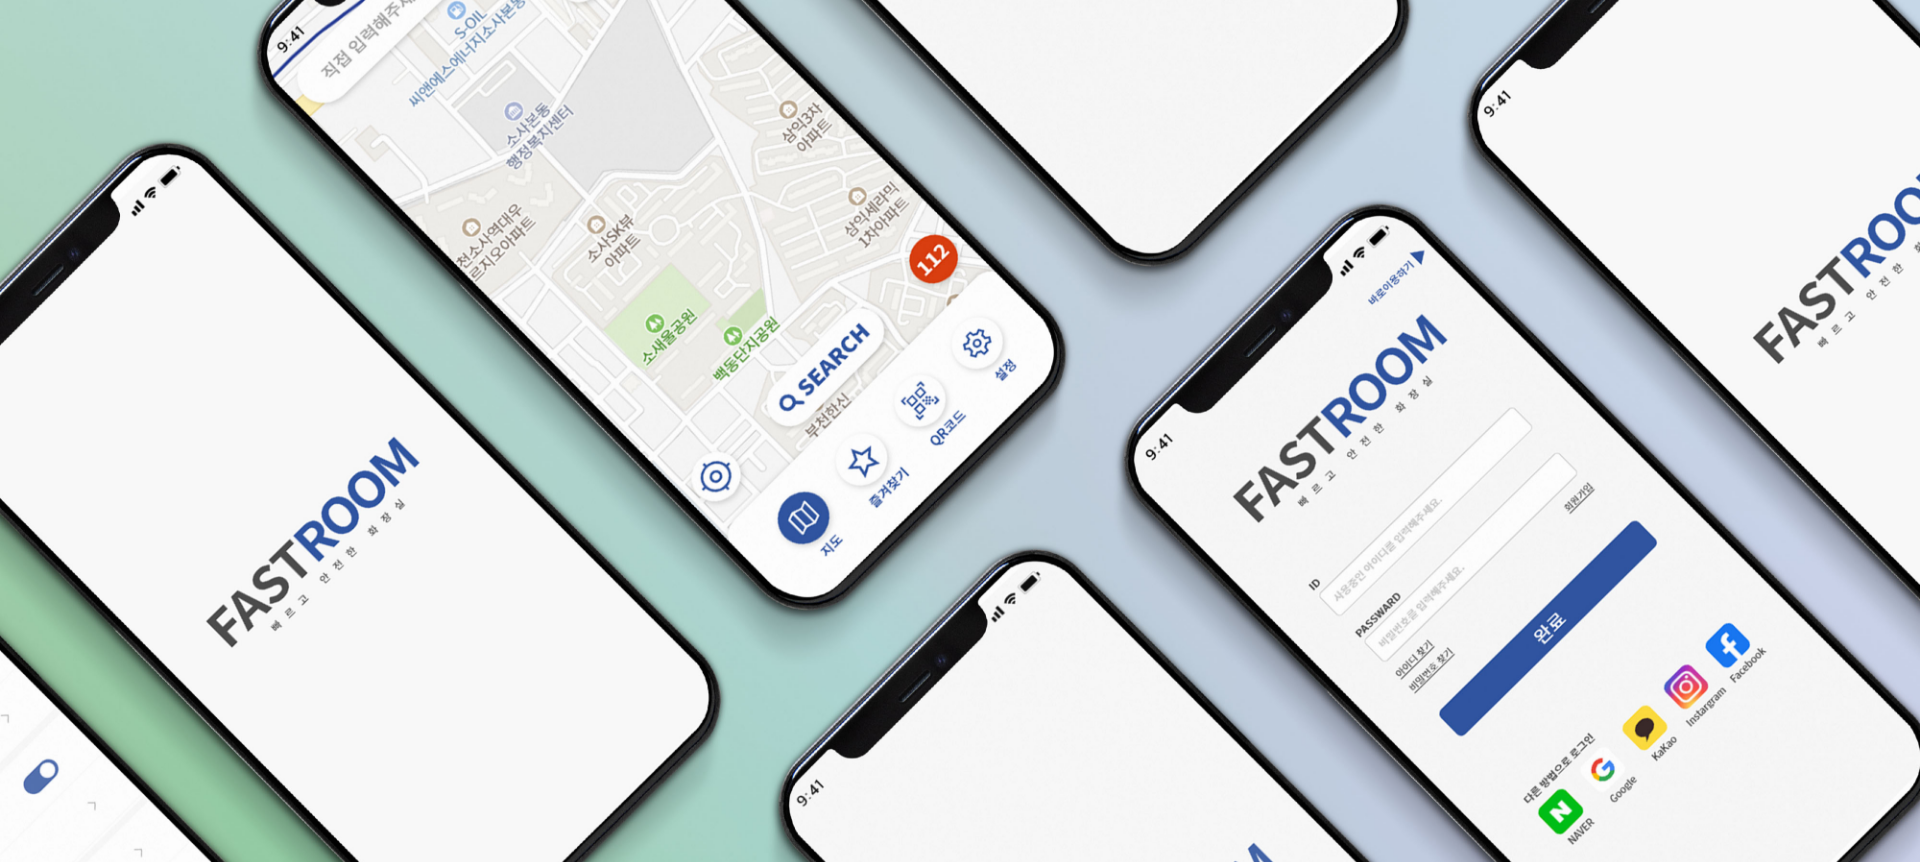 FASTROOM
빠르고 안전한 화장실
9:41
직접 입력해주세
S-OIL
씨앤에스에너지소사본동
소사본동
행정복지센터
삼익3차
아파트
삼익세라믹
1차아파트
천소사역대우
르지오아파트
소사SK뷰
아파트
112
소새울공원
백동단지공원
SEARCH
부천한신
지도
즐겨찾기
QR코드
설정
9:41
9:41
바로이용하기
FASTROOM
빠르고 안전한 화장실
ID
사용중인 아이디를 입력해주세요.
PASSWARD
비밀번호를 입력해주세요.
회원가입
아이디 찾기
비밀번호 찾기
완료
다른 방법으로 로그인
NAVER
Google
KaKao
Instargram
Facebook
9:41
FASTROO
빠르고 안전한
M